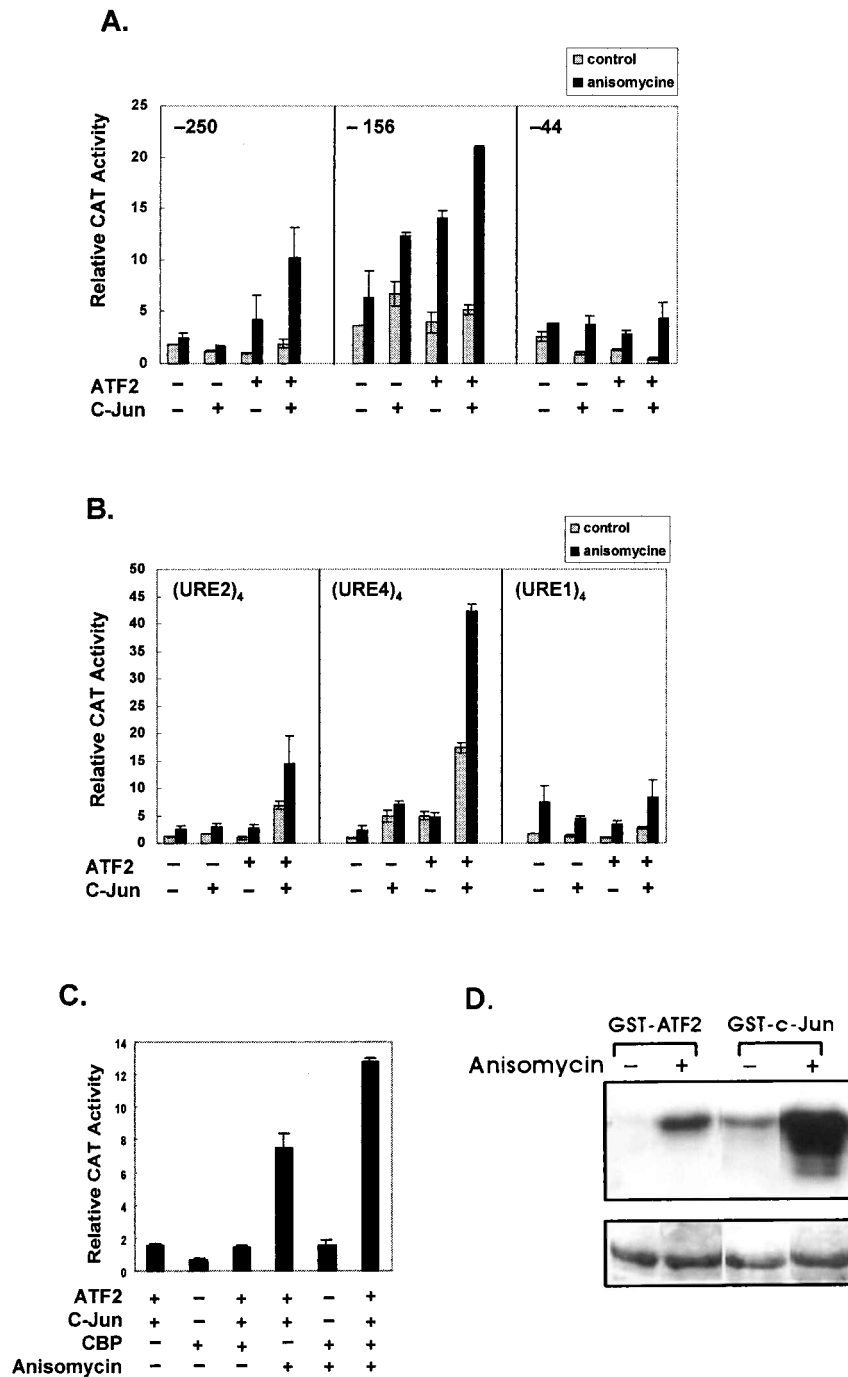 A.
control
anisomycine
−250
− 156
−44
Relative CAT Activity
25
20
15
10
5
0
ATF2 − − + + − − + + − − + +
C-Jun − + − + − + − + − + − +
B.
control
anisomycine
(URE2)4
(URE4)4
(URE1)4
Relative CAT Activity
50
45
40
35
30
25
20
15
10
5
0
ATF2 − − + + − − + + − − + +
C-Jun − + − + − + − + − + − +
C.
Relative CAT Activity
14
12
10
8
6
4
2
0
ATF2 + − + + − +
C-Jun + − + + − +
CBP − + + − + +
Anisomycin − − − + + +
D.
GST-ATF2 GST-c-Jun
Anisomycin − + − +